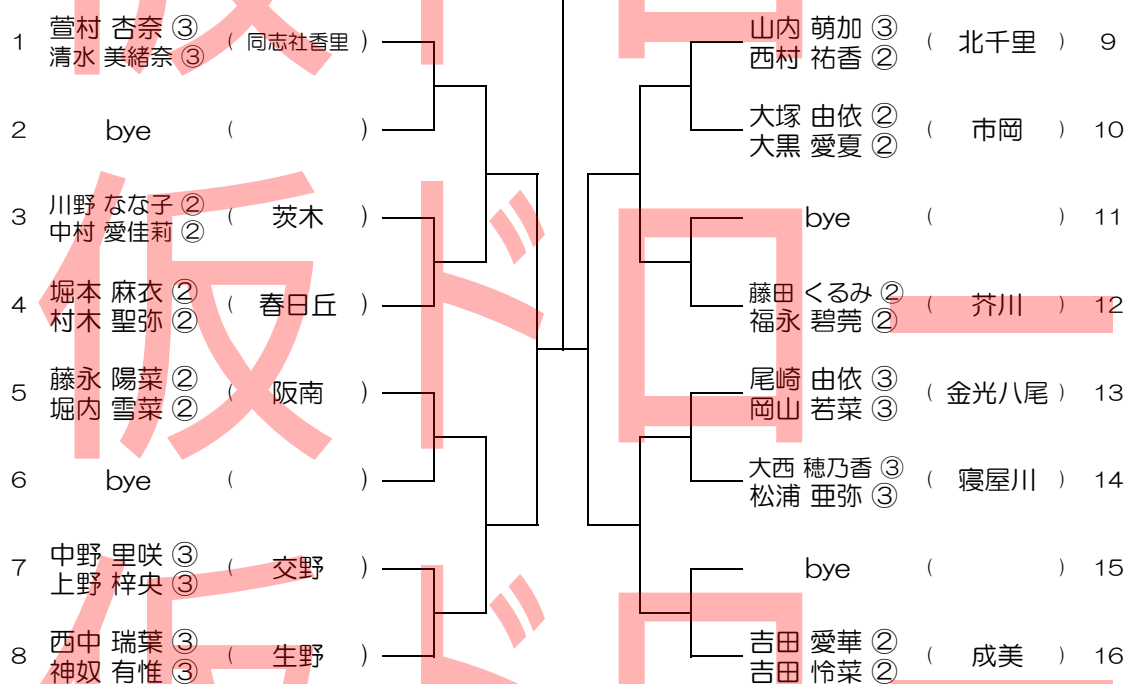 1 萱村 杏奈 ③ ( 同志社香里 )
清水 美緒奈 ③
2 bye ( )
3 川野 なな子 ② ( 茨木 )
中村 愛佳莉 ②
4 堀本 麻衣 ② ( 春日丘 )
村木 聖弥 ②
5 藤永 陽菜 ② ( 阪南 )
堀内 雪菜 ②
6 bye ( )
7 中野 里咲 ③ ( 交野 )
上野 梓央 ③
8 西中 瑞葉 ③ ( 生野 )
神奴 有惟 ③
山内 萌加 ③ ( 北千里 ) 9
西村 祐香 ②
大塚 由依 ② ( 市岡 ) 10
大黒 愛夏 ②
bye ( ) 11
藤田 くるみ ② ( 芥川 ) 12
福永 碧莞 ②
尾崎 由依 ③ ( 金光八尾 ) 13
岡山 若菜 ③
大西 穂乃香 ③ ( 寝屋川 ) 14
松浦 亜弥 ③
bye ( ) 15
吉田 愛華 ② ( 成美 ) 16
吉田 怜菜 ②
仮ドロー
仮ドロー
仮ドロー